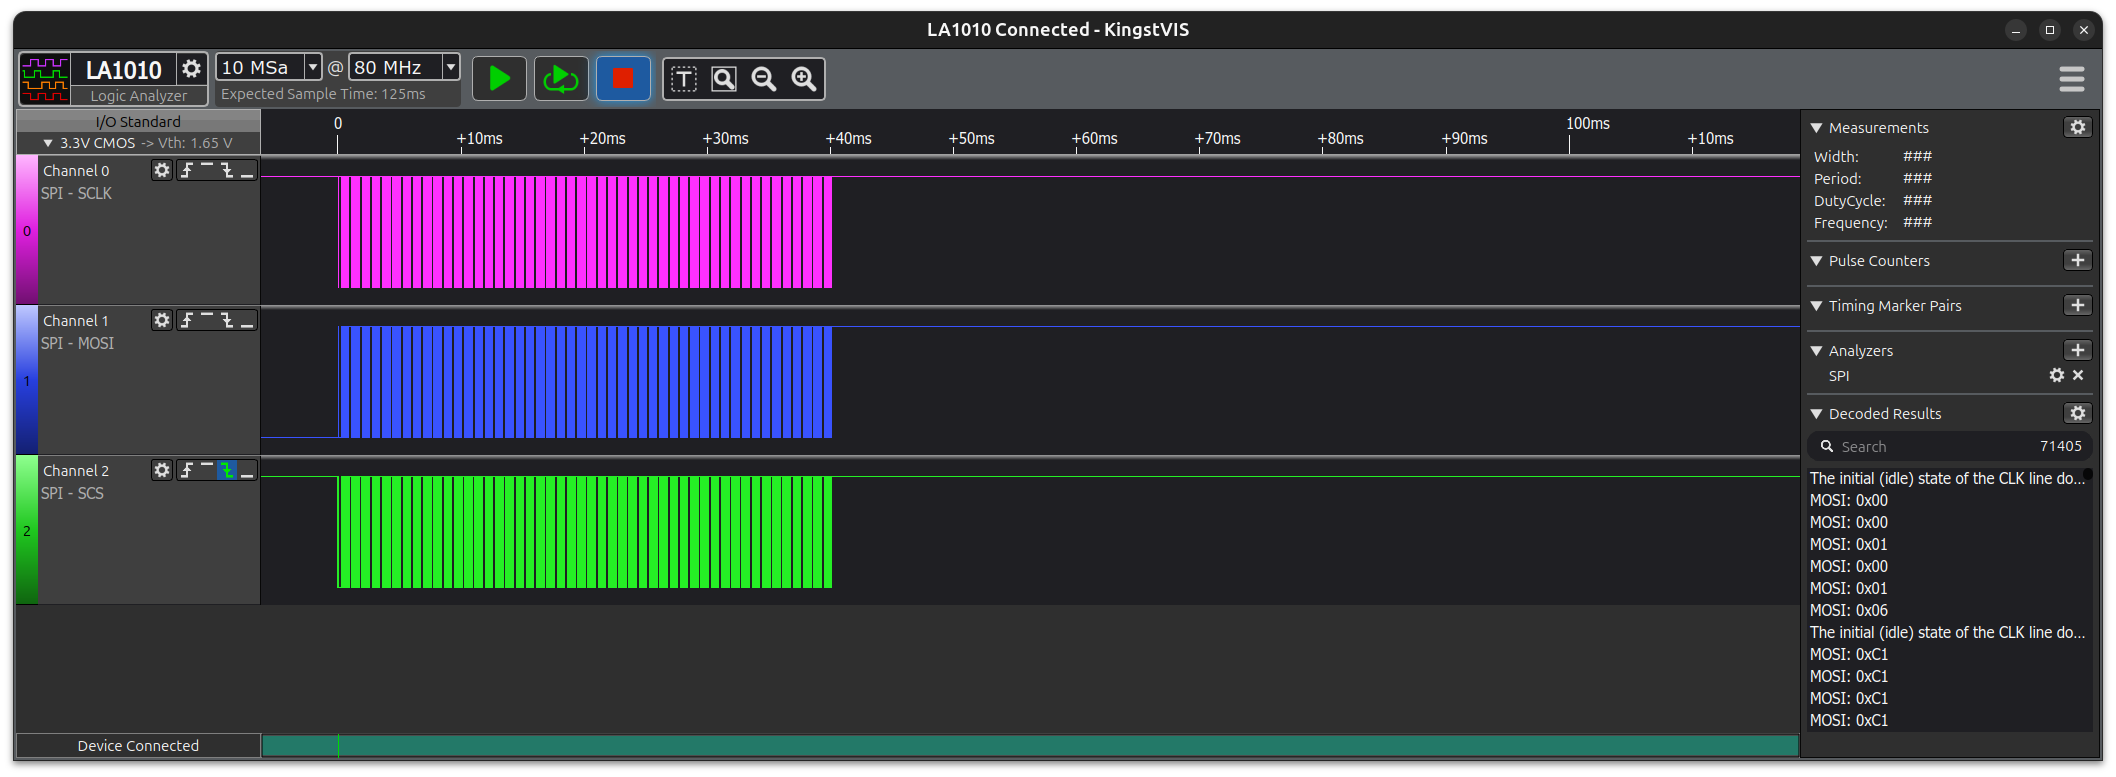 LA1010 Connected - KingstVIS
LA1010
Logic Analyzer
10 MSa @ 80 MHz
Expected Sample Time: 125ms
I/O Standard
3.3V CMOS -> Vth: 1.65 V
0 +10ms +20ms +30ms +40ms +50ms +60ms +70ms +80ms +90ms 100ms +10ms
0
Channel 0
SPI - SCLK
1
Channel 1
SPI - MOSI
2
Channel 2
SPI - SCS
Device Connected
Measurements
Width: ###
Period: ###
DutyCycle: ###
Frequency: ###
Pulse Counters
Timing Marker Pairs
Analyzers
SPI
Decoded Results
Search 71405
The initial (idle) state of the CLK line do...
MOSI: 0x00
MOSI: 0x00
MOSI: 0x01
MOSI: 0x00
MOSI: 0x01
MOSI: 0x06
The initial (idle) state of the CLK line do...
MOSI: 0xC1
MOSI: 0xC1
MOSI: 0xC1
MOSI: 0xC1